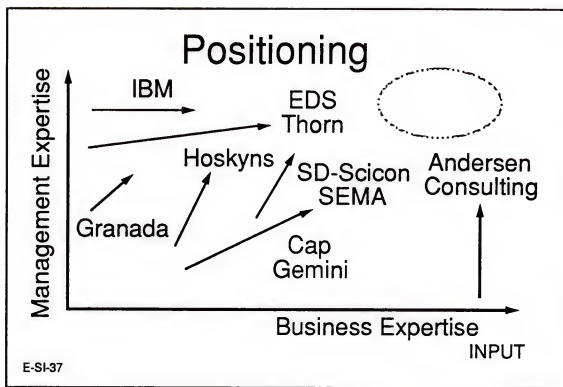 Positioning
Management Expertise
IBM
EDS
Thorn
Hoskyns
SD-Scicon
SEMA
Andersen
Consulting
Granada
Cap
Gemini
Business Expertise
INPUT
E-SI-37